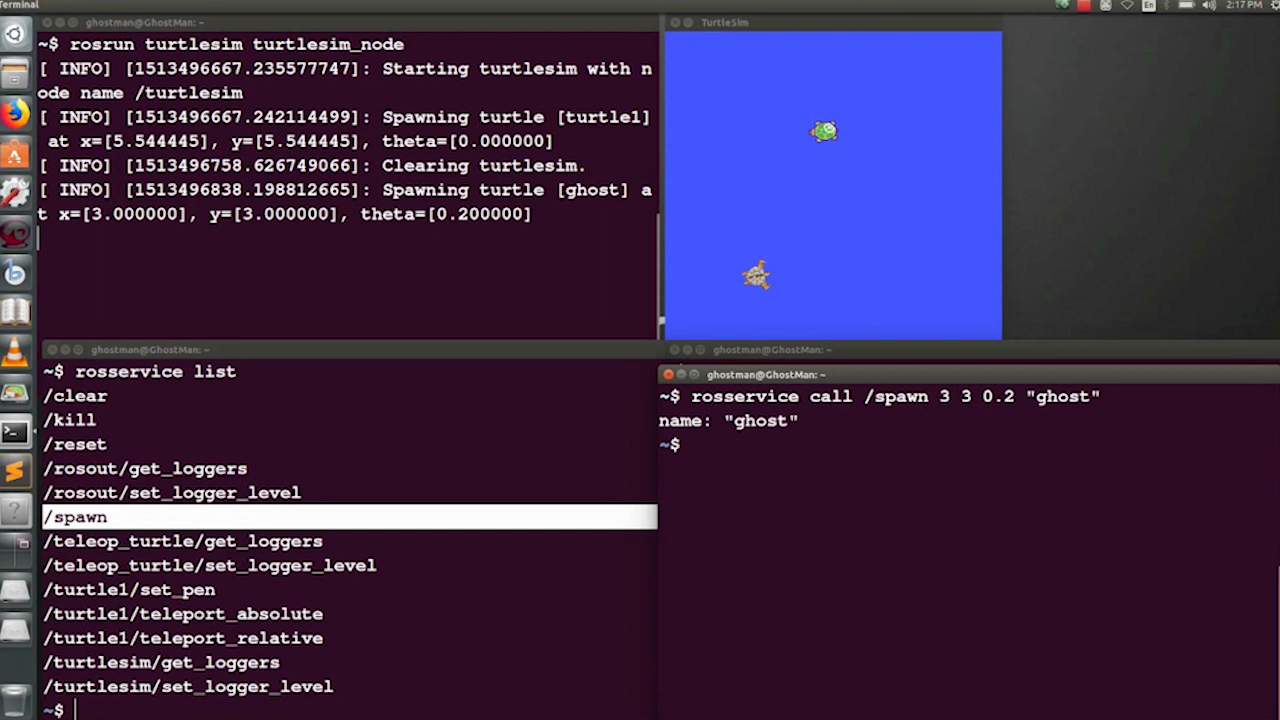 Terminal
En
2:17 PM
ghostman@GhostMan: ~
~$ rosrun turtlesim turtlesim_node
[ INFO] [1513496667.235577747]: Starting turtlesim with n
ode name /turtlesim
[ INFO] [1513496667.242114499]: Spawning turtle [turtle1]
at x=[5.544445], y=[5.544445], theta=[0.000000]
[ INFO] [1513496758.626749066]: Clearing turtlesim.
[ INFO] [1513496838.198812665]: Spawning turtle [ghost] a
t x=[3.000000], y=[3.000000], theta=[0.200000]
TurtleSim
ghostman@GhostMan: ~
~$ rosservice list
/clear
/kill
/reset
/rosout/get_loggers
/rosout/set_logger_level
/spawn
/teleop_turtle/get_loggers
/teleop_turtle/set_logger_level
/turtle1/set_pen
/turtle1/teleport_absolute
/turtle1/teleport_relative
/turtlesim/get_loggers
/turtlesim/set_logger_level
~$
ghostman@GhostMan: ~
ghostman@GhostMan: ~
~$ rosservice call /spawn 3 3 0.2 "ghost"
name: "ghost"
~$